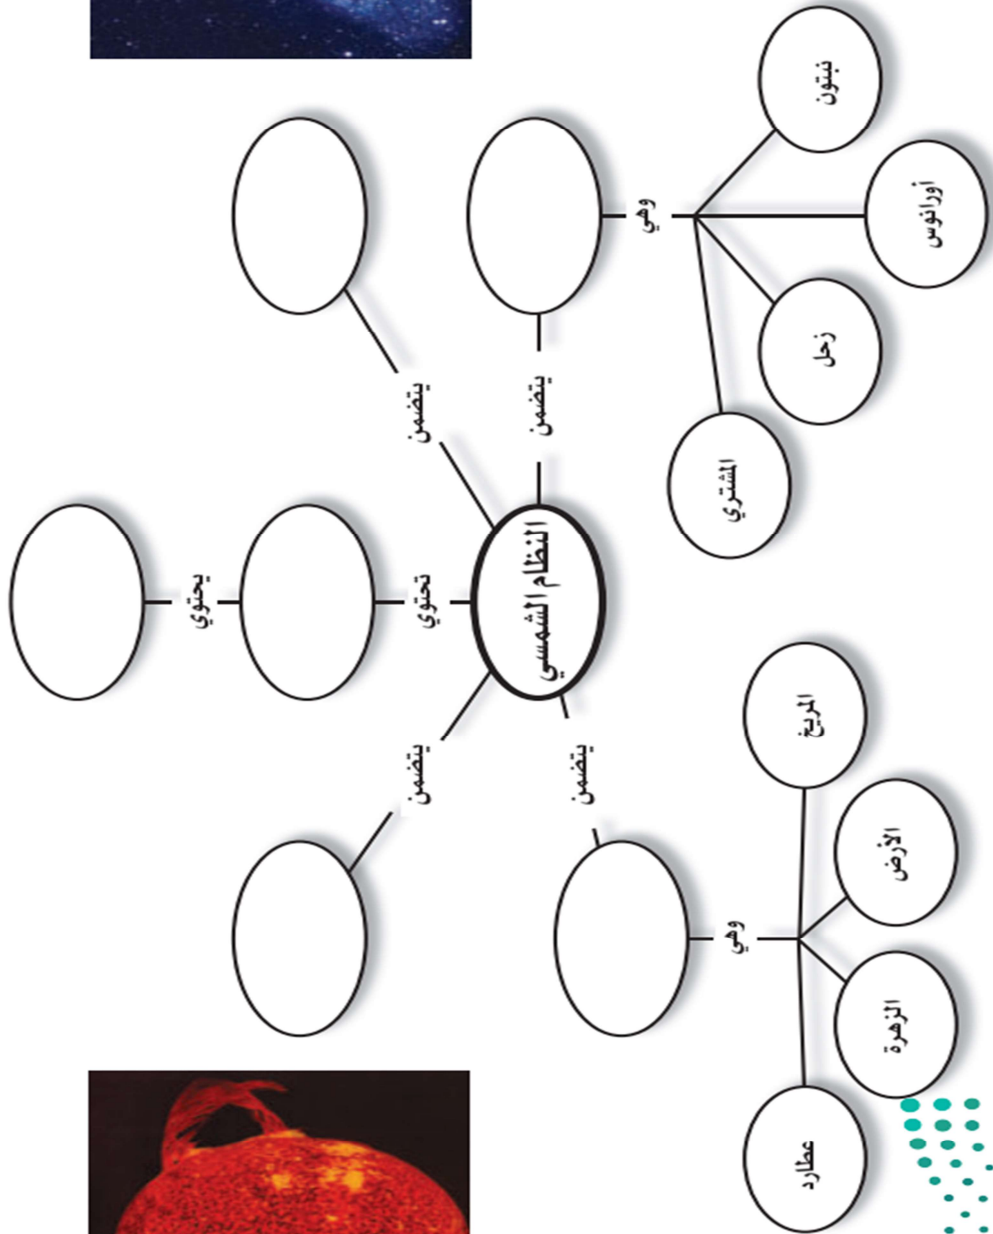 يحتوي
يتضمن
تحتوي
يتضمن
يتضمن
النظام الشمسي
يتضمن
وهي
نبتون
أورانوس
زحل
المشتري
وهي
المريخ
الأرض
الزهرة
عطارد